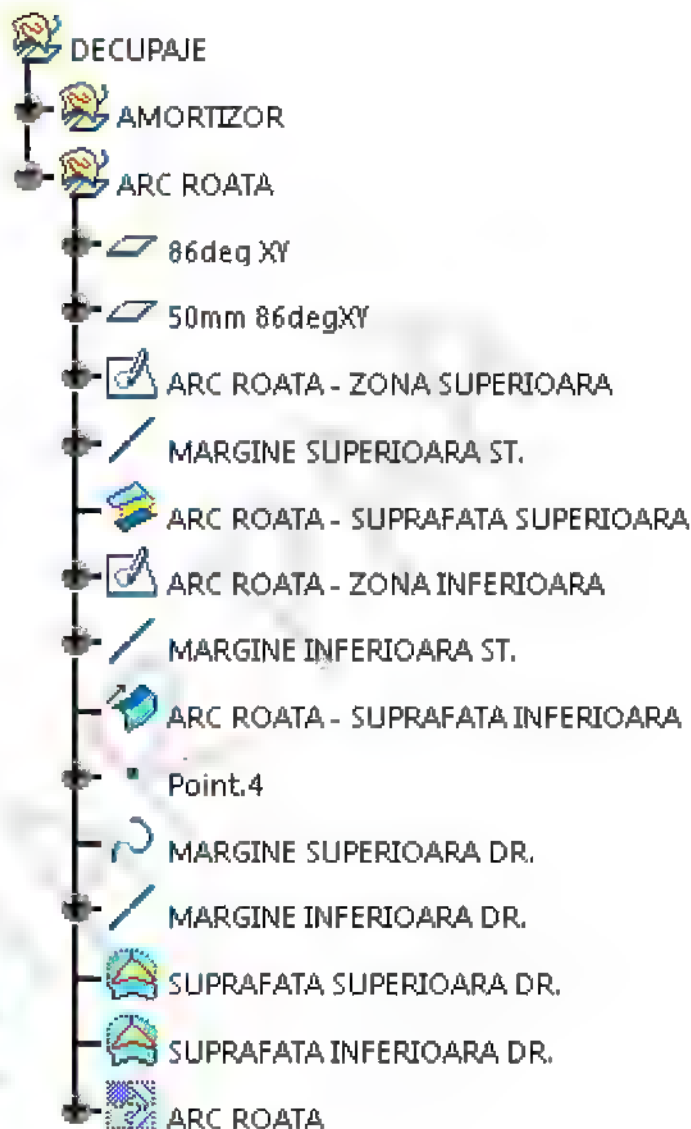 DECUPAJE
AMORTIZOR
ARC ROATA
86deg XY
50mm 86degXY
ARC ROATA - ZONA SUPERIOARA
MARGINE SUPERIOARA ST.
ARC ROATA - SUPRAFATA SUPERIOARA
ARC ROATA - ZONA INFERIOARA
MARGINE INFERIOARA ST.
ARC ROATA - SUPRAFATA INFERIOARA
Point.4
MARGINE SUPERIOARA DR.
MARGINE INFERIOARA DR.
SUPRAFATA SUPERIOARA DR.
SUPRAFATA INFERIOARA DR.
ARC ROATA